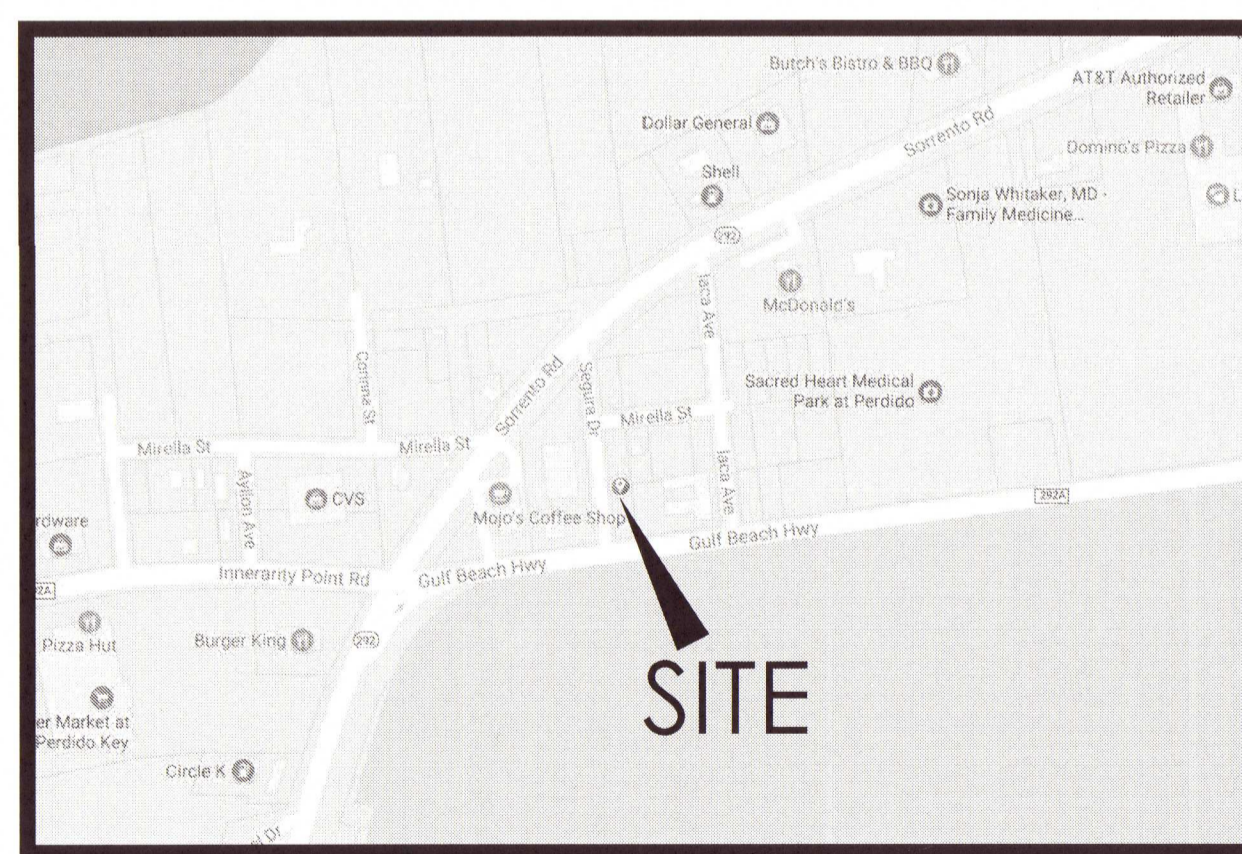 Butch's Bistro & BBQ
AT&T Authorized
Retailer
Dollar General
Sorrento Rd
Domino's Pizza
Shell
Sonja Whitaker, MD -
Family Medicine...
L
292
Iaca Ave
McDonald's
Corinna St
Sorrento Rd
Segura Dr
Sacred Heart Medical
Park at Perdido
Mirella St
Mirella St
Mirella St
Ayllon Ave
CVS
Iaca Ave
292A
Mojo's Coffee Shop
rdware
Gulf Beach Hwy
Innerarity Point Rd
Gulf Beach Hwy
92A
Pizza Hut
Burger King
292
SITE
er Market at
Perdido Key
Circle K